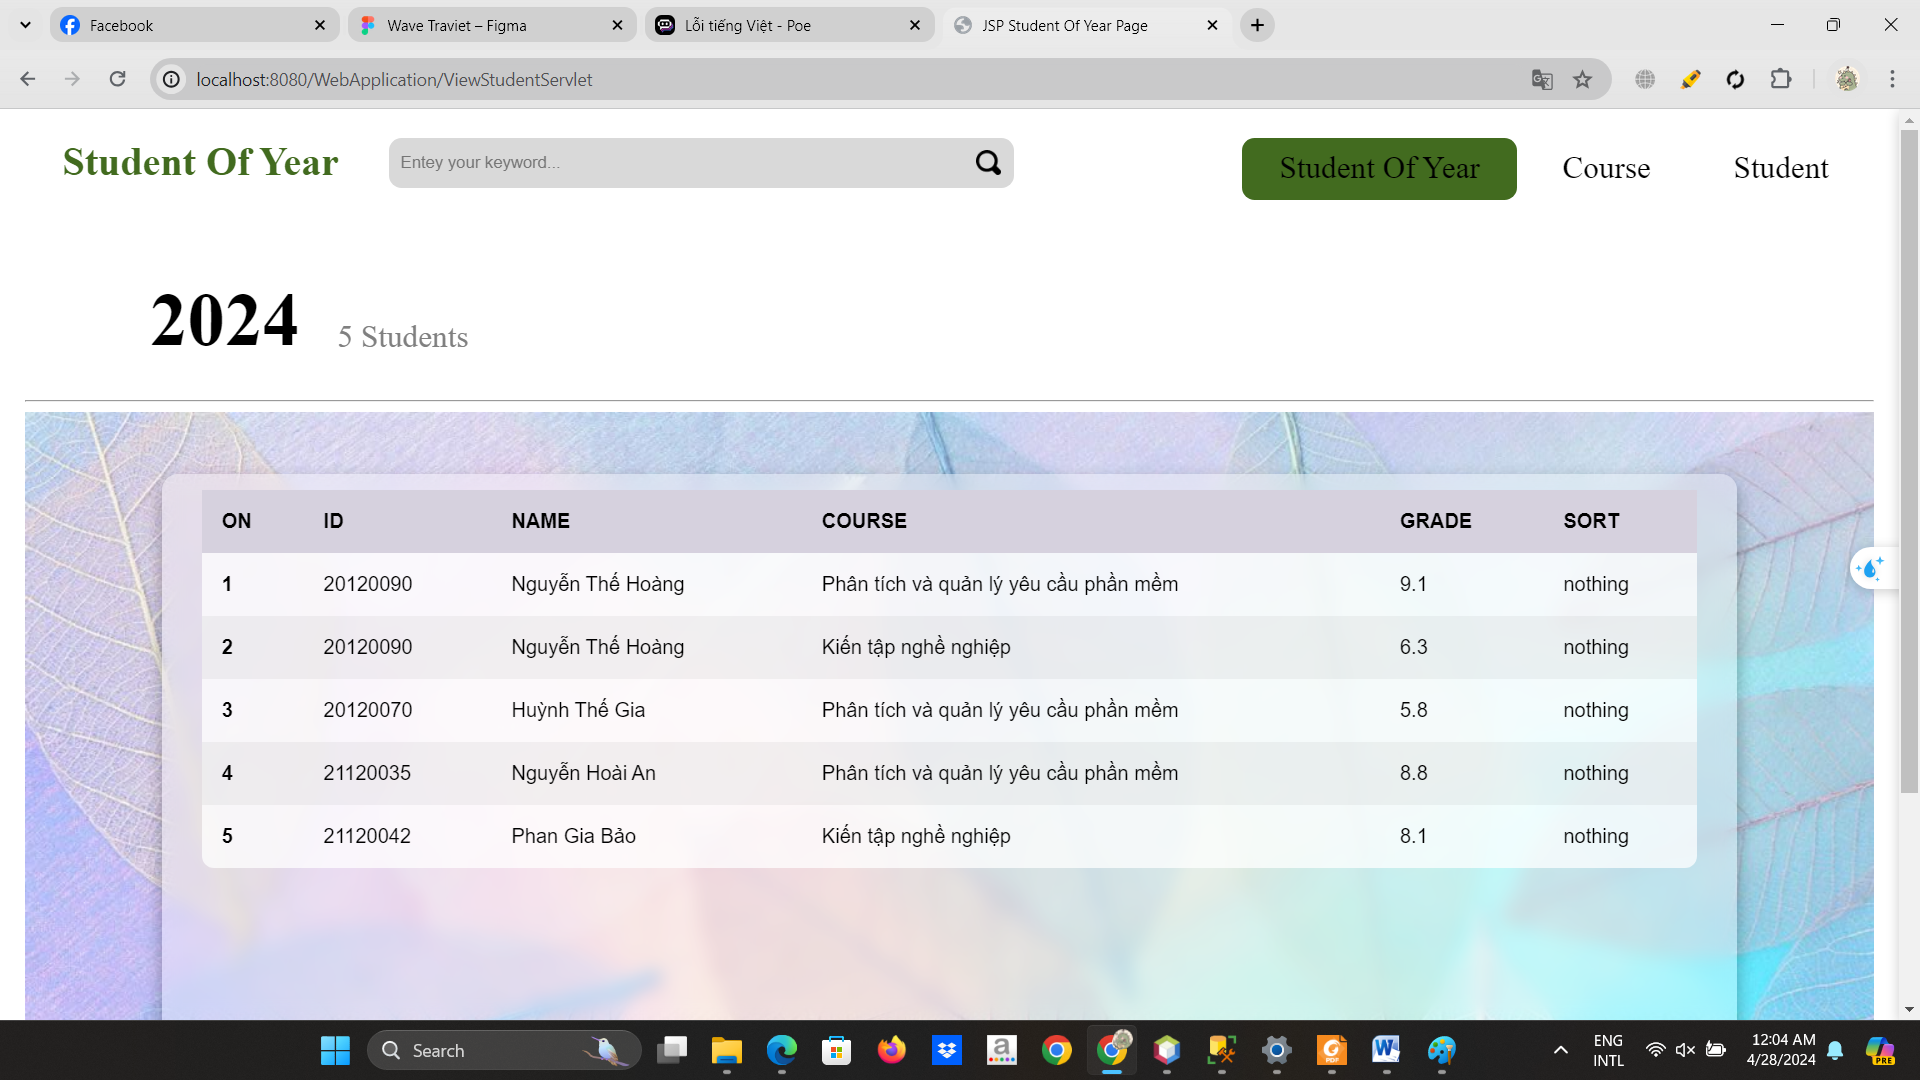 Facebook
Wave Traviet – Figma
Lỗi tiếng Việt - Poe
JSP Student Of Year Page
localhost:8080/WebApplication/ViewStudentServlet
Student Of Year
Entey your keyword...
Student Of Year
Course
Student
2024
5 Students
ON ID NAME COURSE GRADE SORT
1 20120090 Nguyễn Thế Hoàng Phân tích và quản lý yêu cầu phần mềm 9.1 nothing
2 20120090 Nguyễn Thế Hoàng Kiến tập nghề nghiệp 6.3 nothing
3 20120070 Huỳnh Thế Gia Phân tích và quản lý yêu cầu phần mềm 5.8 nothing
4 21120035 Nguyễn Hoài An Phân tích và quản lý yêu cầu phần mềm 8.8 nothing
5 21120042 Phan Gia Bảo Kiến tập nghề nghiệp 8.1 nothing
Search
ENG
INTL
12:04 AM
4/28/2024
PRE